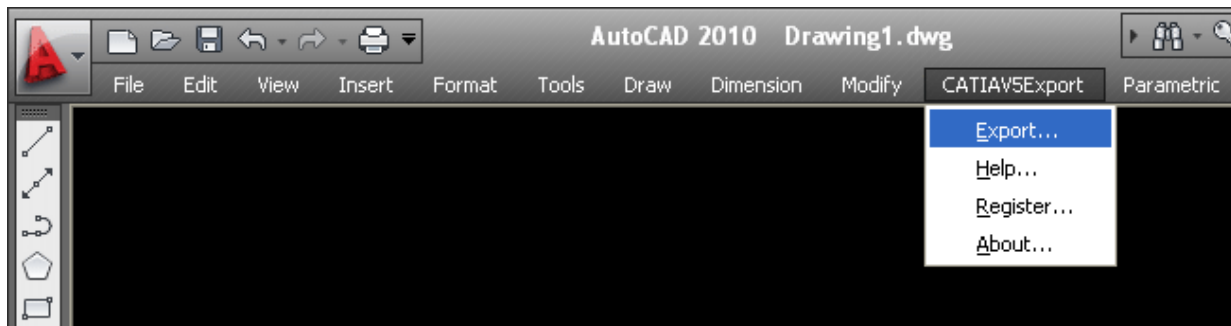 AutoCAD 2010 Drawing1.dwg
File Edit View Insert Format Tools Draw Dimension Modify CATIAV5Export Parametric
Export...
Help...
Register...
About...